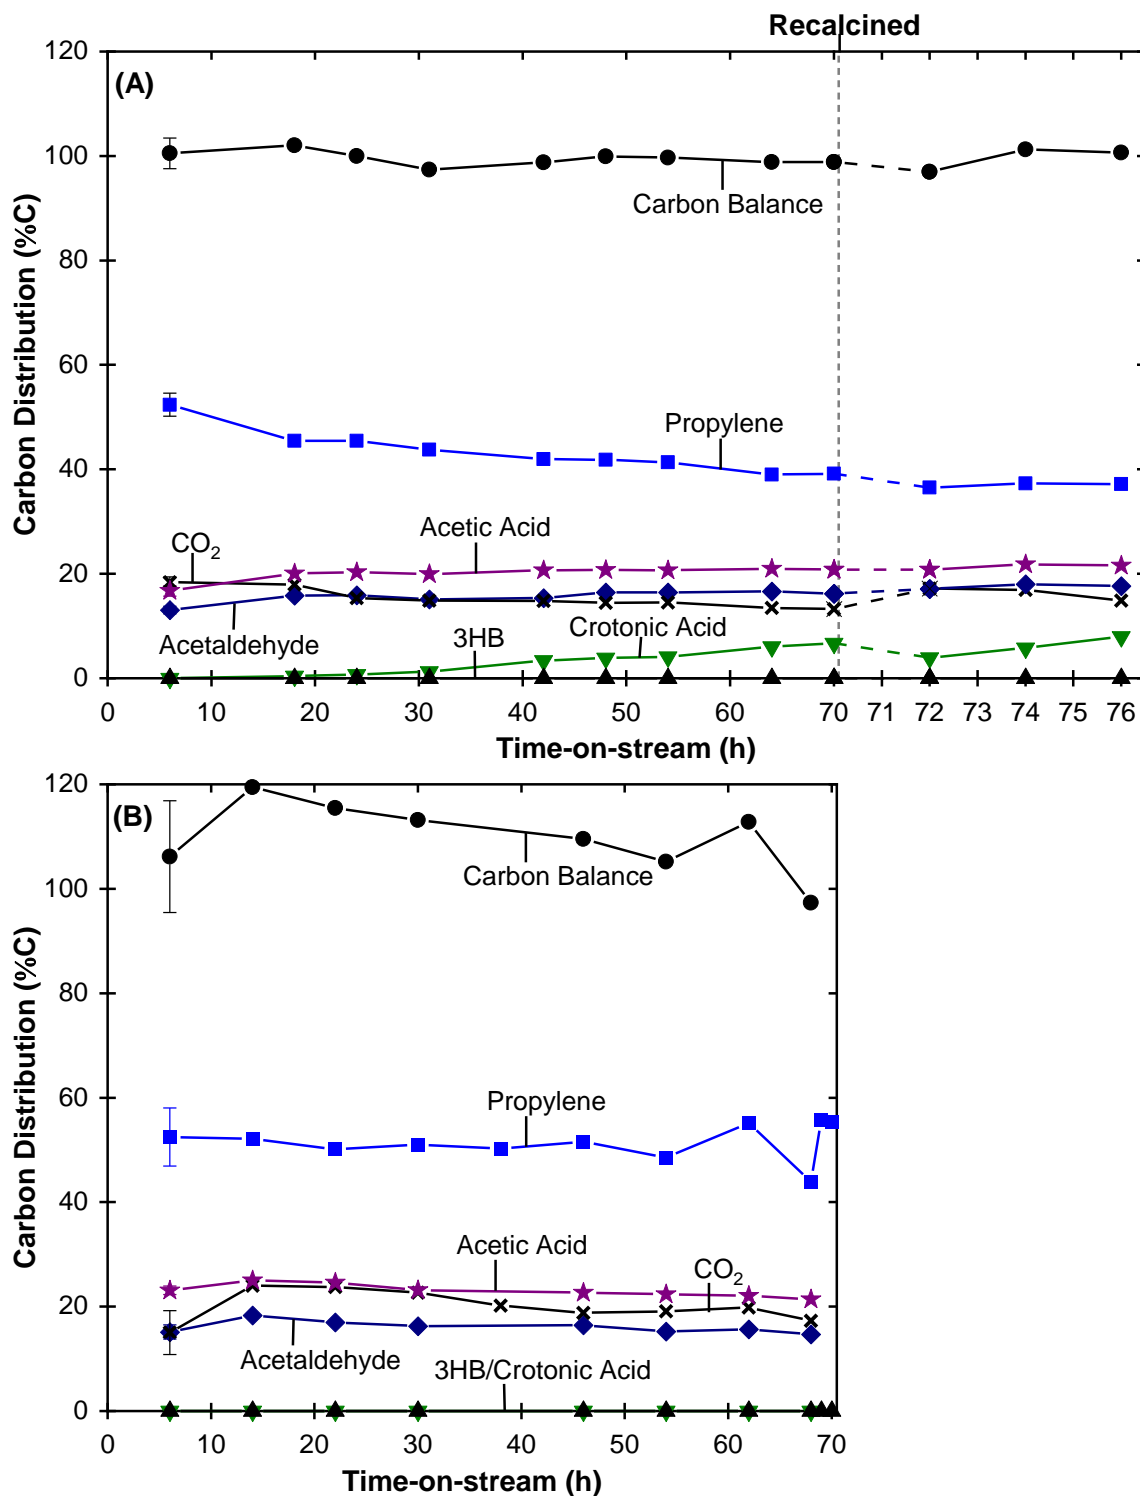 Recalcined
(A)
120
100
80
60
40
20
0
Carbon Distribution (%C)
Carbon Balance
Propylene
Acetic Acid
CO2
Acetaldehyde
3HB
Crotonic Acid
0 10 20 30 40 50 60 70 71 72 73 74 75 76
Time-on-stream (h)
(B)
120
100
80
60
40
20
0
Carbon Distribution (%C)
Carbon Balance
Propylene
Acetic Acid
CO2
Acetaldehyde
3HB/Crotonic Acid
0 10 20 30 40 50 60 70
Time-on-stream (h)